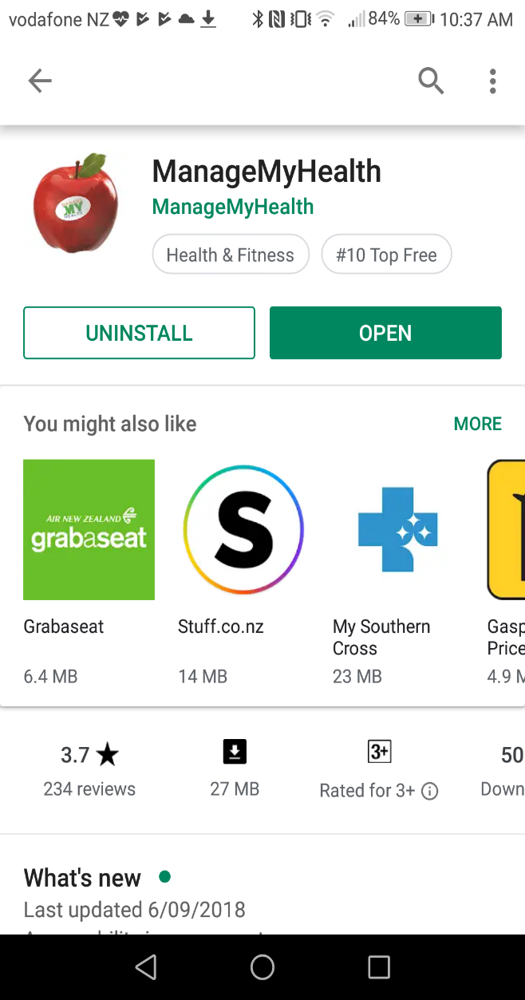 vodafone NZ 84% 10:37 AM
ManageMyHealth
ManageMyHealth
Health & Fitness #10 Top Free
UNINSTALL OPEN
You might also like MORE
AIR NEW ZEALAND
grabaseat
S
MY
Grabaseat Stuff.co.nz My Southern Cross Gasp Price
6.4 MB 14 MB 23 MB 4.9 M
3.7 3+ 50
234 reviews 27 MB Rated for 3+ Down
What's new
Last updated 6/09/2018